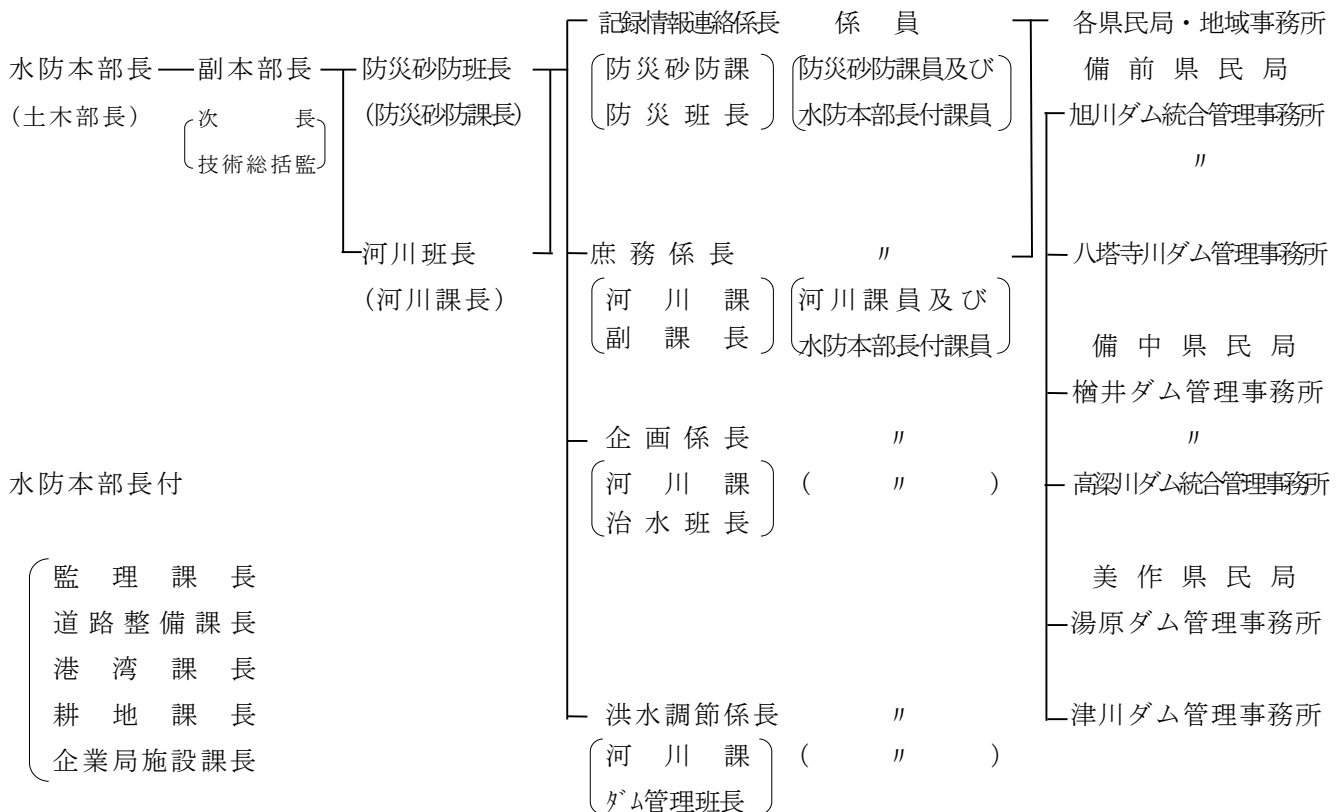 記録情報連絡係長 係員 各県民局・地域事務所
水防本部長 副本部長 防災砂防班長 防災砂防課 防災砂防課員及び 備前県民局
(土木部長) 次長 (防災砂防課長) 防災班長 水防本部長付課員 旭川ダム統合管理事務所
技術総括監 〃
河川班長 庶務係長 〃 八塔寺川ダム管理事務所
(河川課長) 河川課 河川課員及び
副課長 水防本部長付課員 備中県民局
楢井ダム管理事務所
企画係長 〃 〃
水防本部長付 河川課 (〃) 高梁川ダム統合管理事務所
治水班長
監理課長 美作県民局
道路整備課長 湯原ダム管理事務所
港湾課長
耕地課長 洪水調節係長 〃 津川ダム管理事務所
企業局施設課長 河川課 (〃)
ダム管理班長